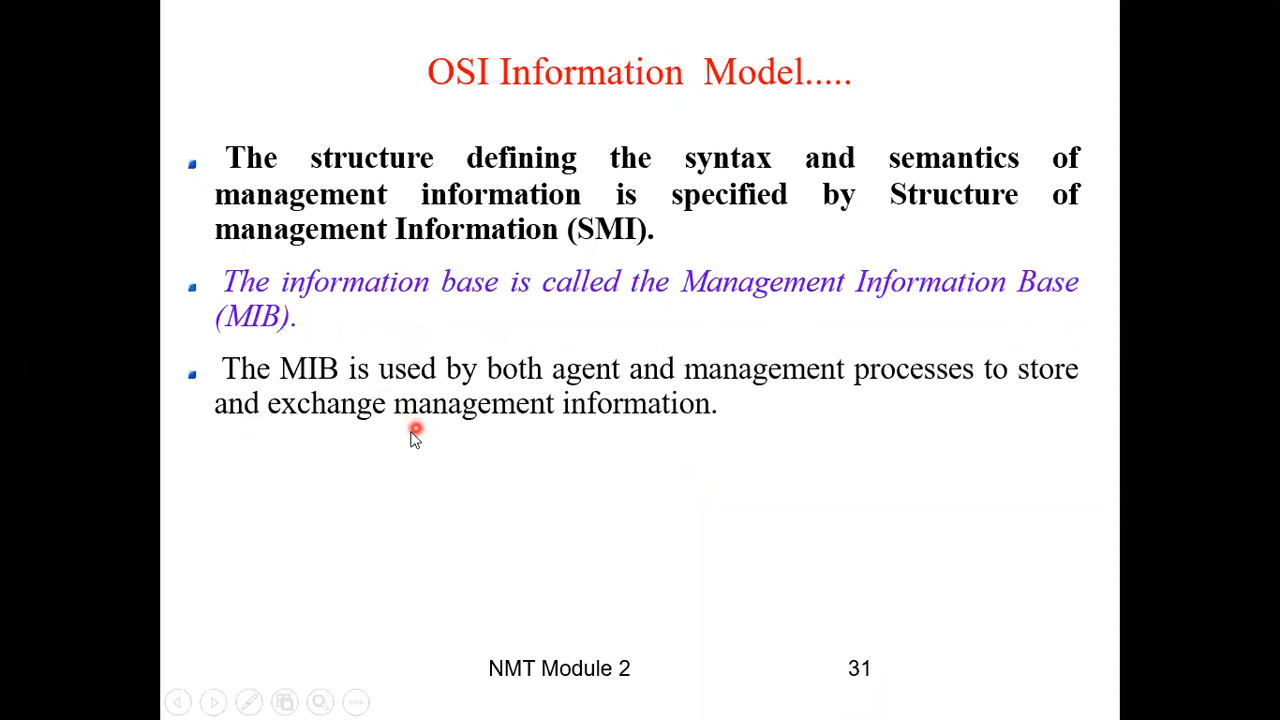 OSI Information Model.....
The structure defining the syntax and semantics of
management information is specified by Structure of
management Information (SMI).
The information base is called the Management Information Base
(MIB).
The MIB is used by both agent and management processes to store
and exchange management information.
NMT Module 2
31